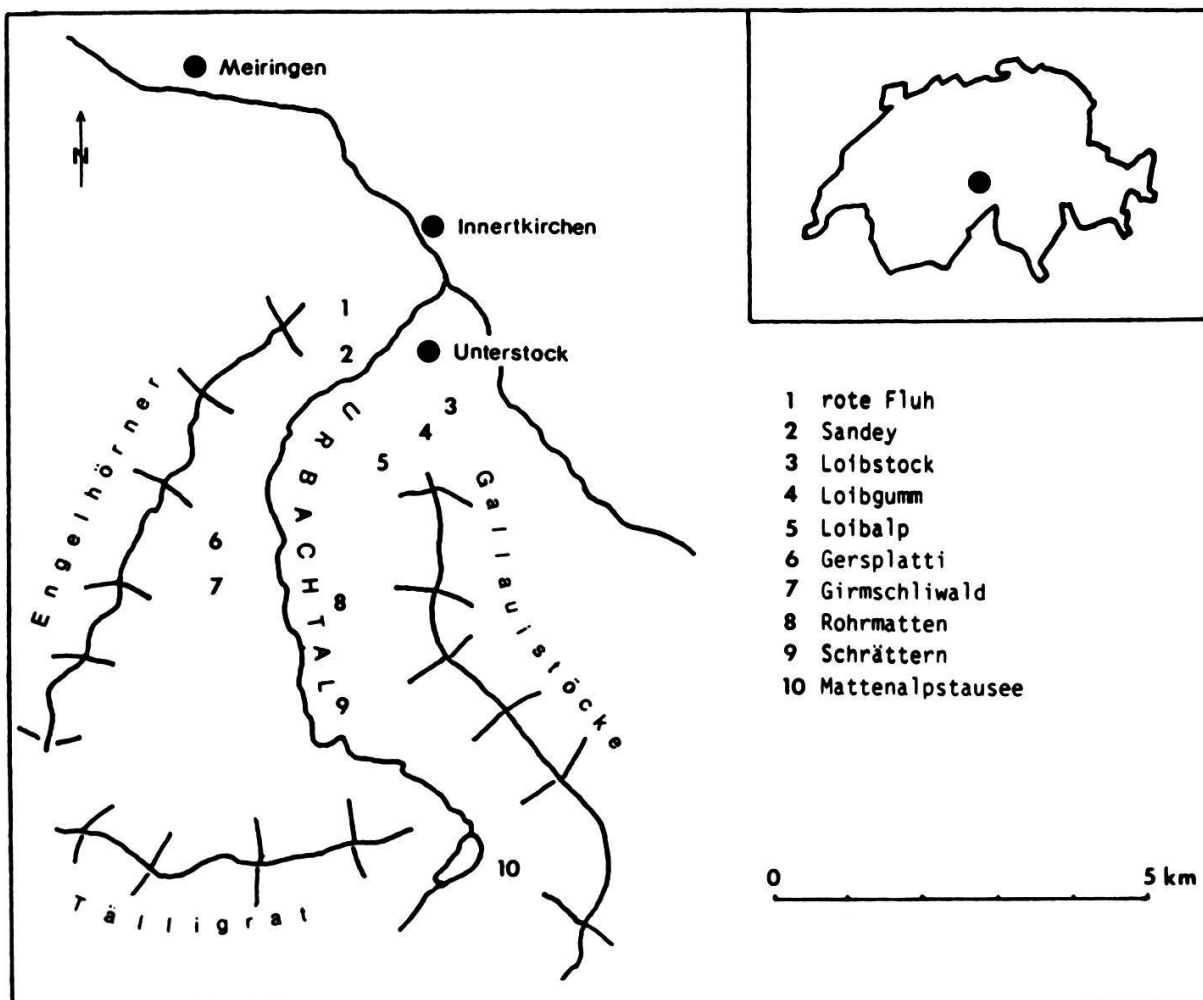 Meiringen
N
Innertkirchen
1
2
Unterstock
3
4
5
6
7
8
9
10
Engelhörner
URBACHTAL
Gallauistöcke
Tälligrat
1 rote Fluh
2 Sandey
3 Loibstock
4 Loibgumm
5 Loibalp
6 Gersplatti
7 Girmschliwald
8 Rohrmatten
9 Schrättern
10 Mattenalpstausee
0 5 km